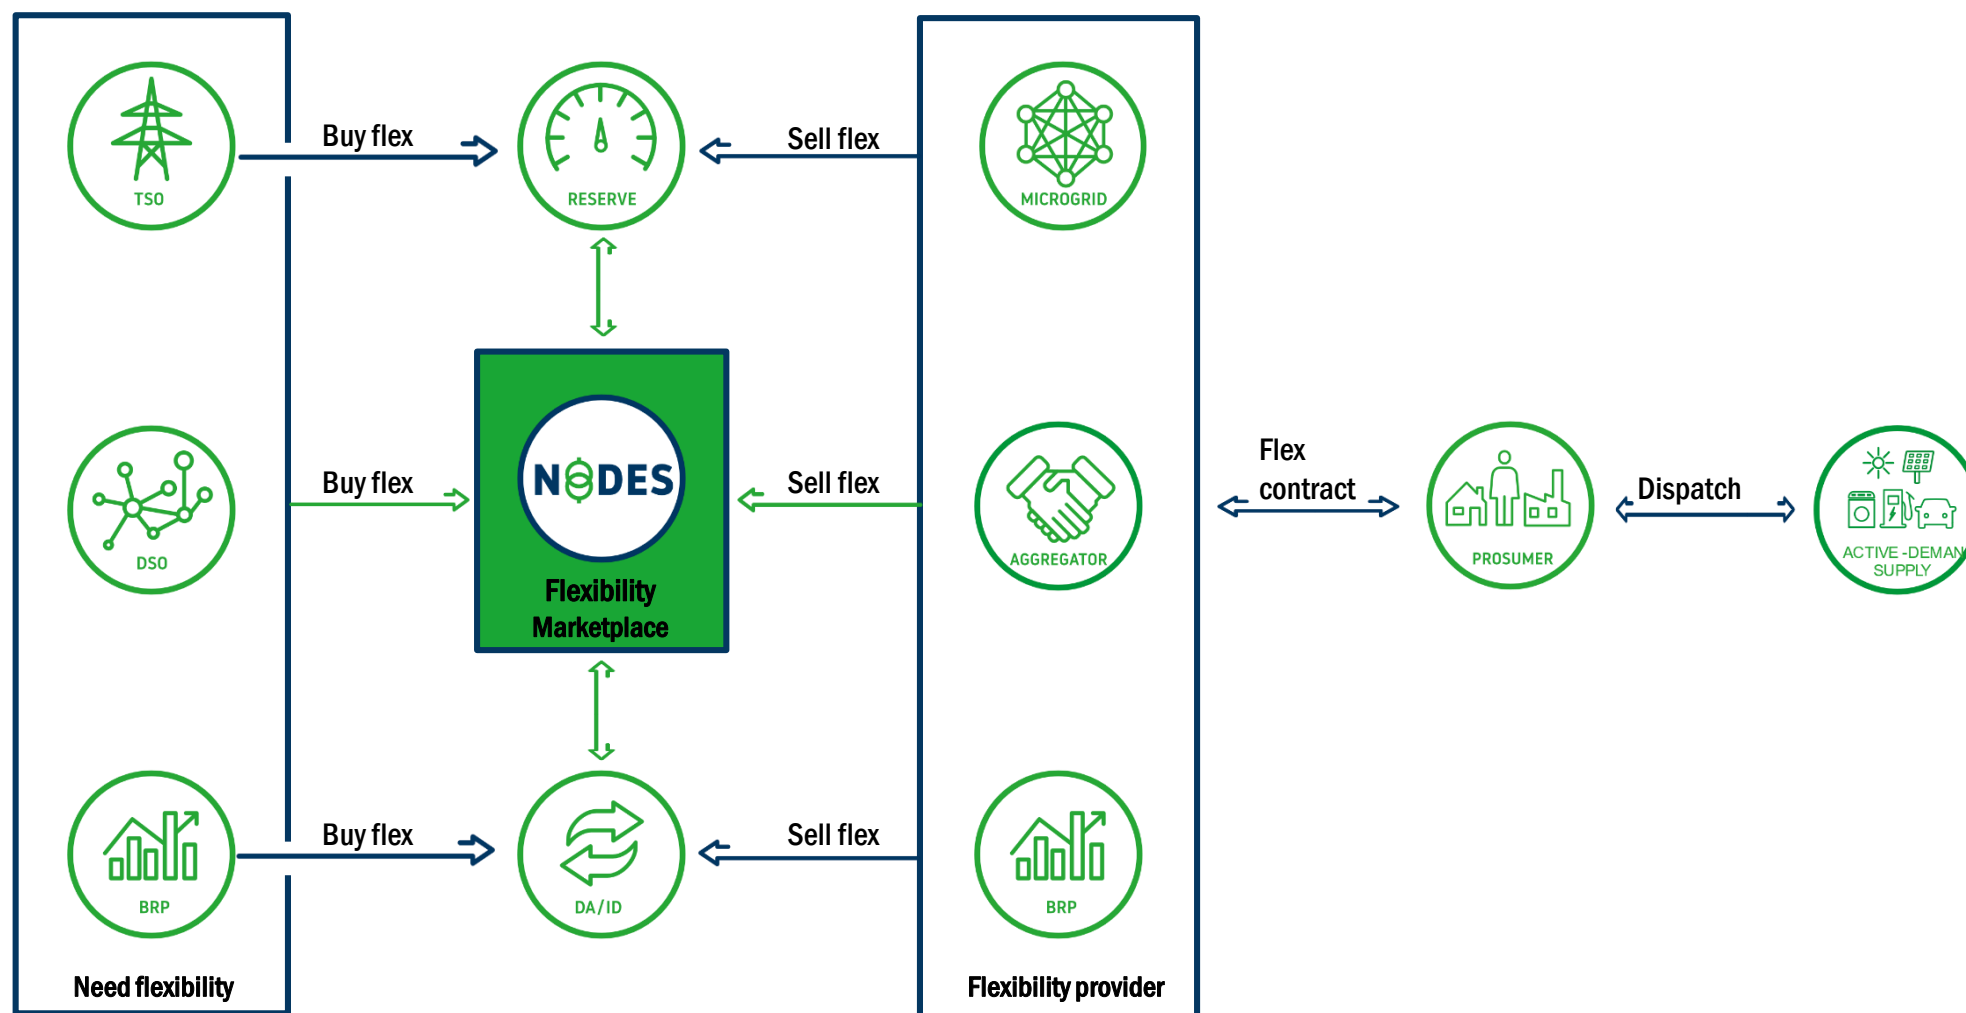 TSO
Buy flex
RESERVE
Sell flex
MICROGRID
DSO
Buy flex
NODES
Flexibility
Marketplace
Sell flex
AGGREGATOR
Flex
contract
PROSUMER
Dispatch
ACTIVE -DEMAN
SUPPLY
BRP
Buy flex
DA/ID
Sell flex
BRP
Need flexibility
Flexibility provider